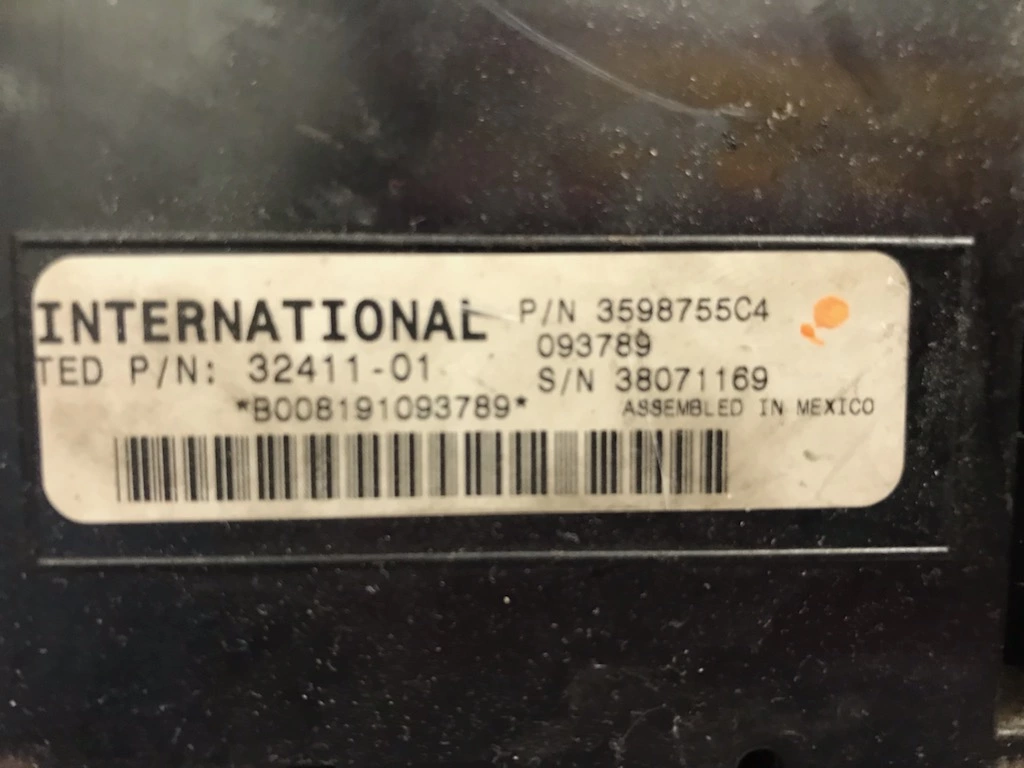 INTERNATIONAL P/N 3598755C4
093789
TED P/N: 32411-01 S/N 38071169
*B008191093789* ASSEMBLED IN MEXICO